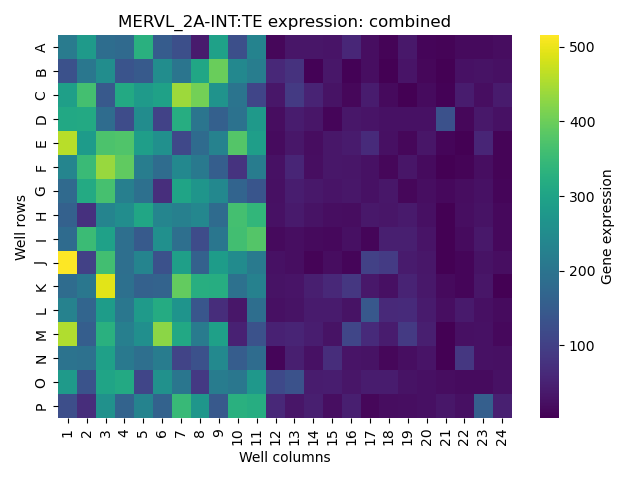 MERVL_2A-INT:TE expression: combined
Well rows
A
B
C
D
E
F
G
H
I
J
K
L
M
N
O
P
1 2 3 4 5 6 7 8 9 10 11 12 13 14 15 16 17 18 19 20 21 22 23 24
Well columns
500
400
300
200
100
Gene expression